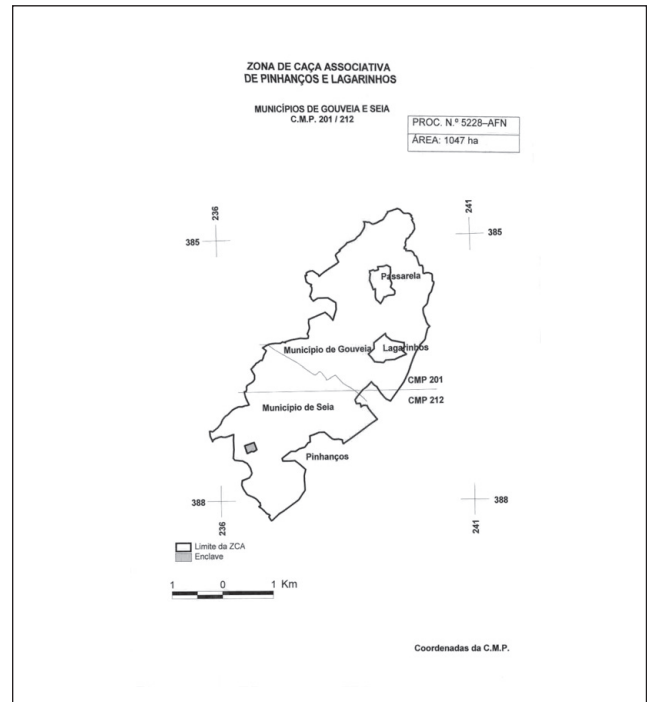 ZONA DE CAÇA ASSOCIATIVA
DE PINHANÇOS E LAGARINHOS
MUNICÍPIOS DE GOUVEIA E SEIA
C.M.P. 201 / 212
PROC. N.º 5228–AFN
ÁREA: 1047 ha
236
241
385
385
Passarela
Município de Gouveia
Lagarinhos
CMP 201
CMP 212
Município de Seia
Pinhanços
388
388
236
241
Limite da ZCA
Enclave
1 0 1 Km
Coordenadas da C.M.P.